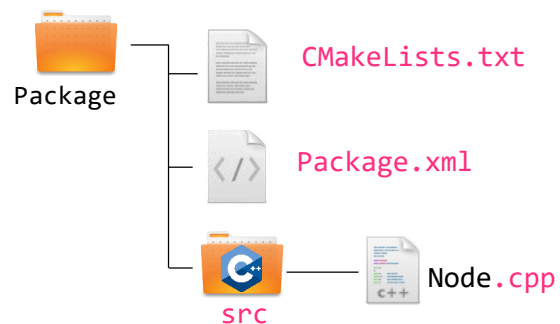 CMakeLists.txt
Package
</>
Package.xml
C++
Node.cpp
c++
src